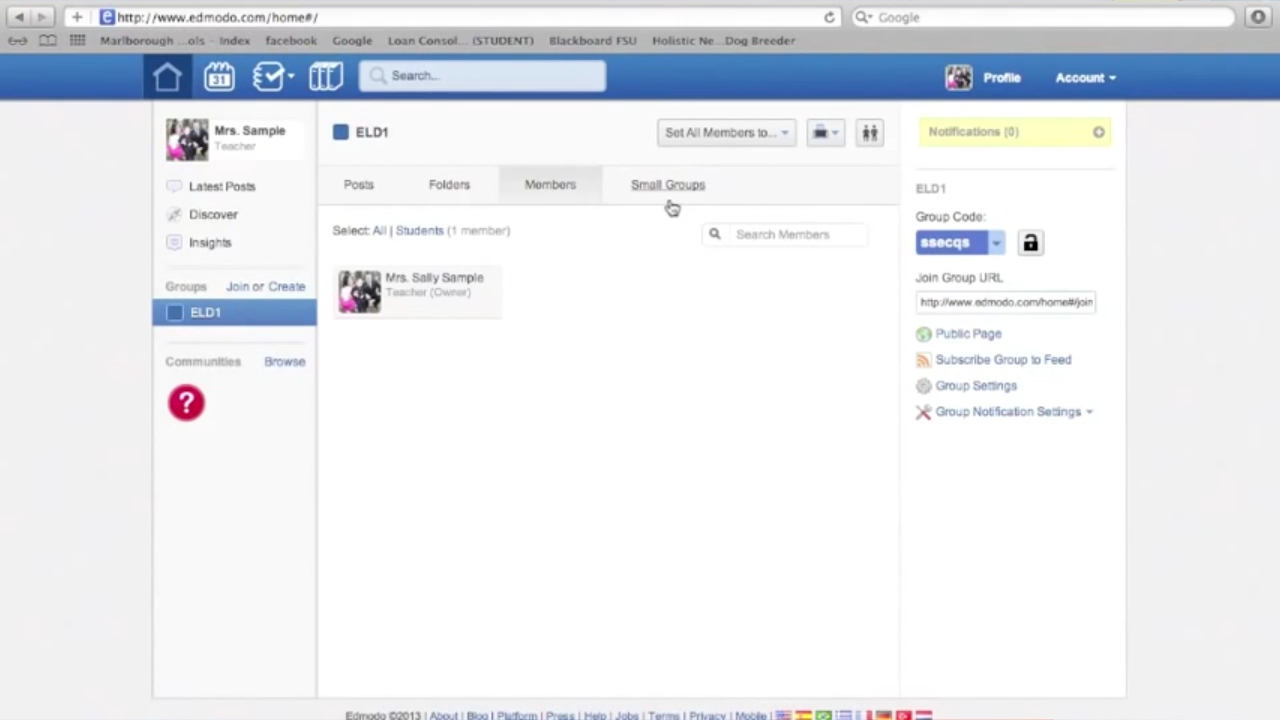 http://www.edmodo.com/home#/
Google
Marlborough ...ols - Index facebook Google Loan Consol... (STUDENT) Blackboard FSU Holistic Ne...Dog Breeder
31 Search... Profile Account
Mrs. Sample
Teacher
Latest Posts
Discover
Insights
Groups Join or Create
ELD1
Communities Browse
?
ELD1 Set All Members to...
Posts Folders Members Small Groups
Select: All | Students (1 member) Search Members
Mrs. Sally Sample
Teacher (Owner)
Notifications (0)
ELD1
Group Code:
ssecqs
Join Group URL
http://www.edmodo.com/home#/join
Public Page
Subscribe Group to Feed
Group Settings
Group Notification Settings
Edmodo ©2013 | About | Blog | Platform | Press | Help | Jobs | Terms | Privacy | Mobile |